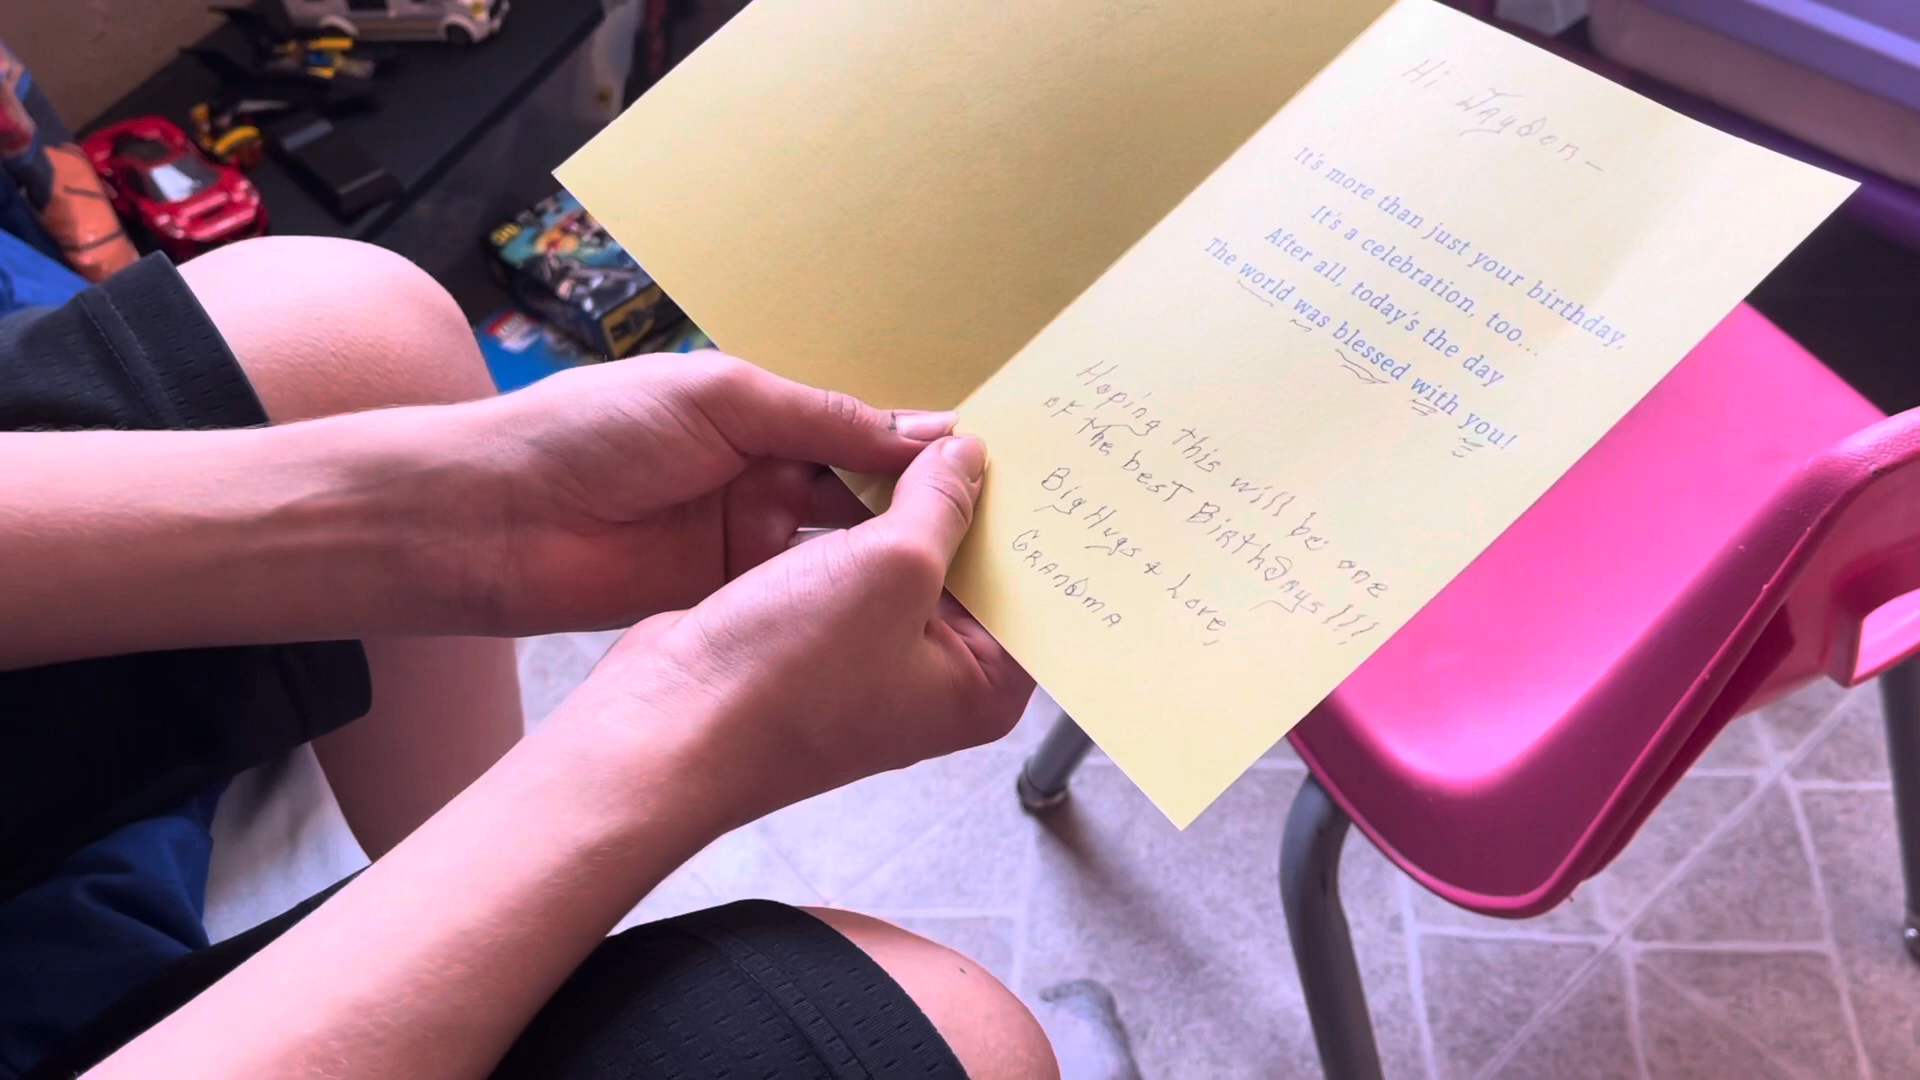 Hi Jaydon-
It's more than just your birthday,
It's a celebration, too...
After all, today's the day
The world was blessed with you!
Hoping this will be one
of the best Birthdays!!!
Big Hugs & Love,
Grandma